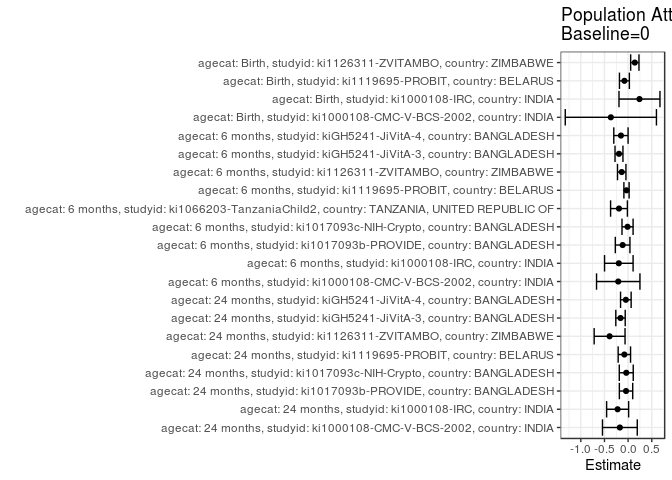 Population Att
Baseline=0
agecat: Birth, studyid: ki1126311-ZVITAMBO, country: ZIMBABWE
agecat: Birth, studyid: ki1119695-PROBIT, country: BELARUS
agecat: Birth, studyid: ki1000108-IRC, country: INDIA
agecat: Birth, studyid: ki1000108-CMC-V-BCS-2002, country: INDIA
agecat: 6 months, studyid: kiGH5241-JiVitA-4, country: BANGLADESH
agecat: 6 months, studyid: kiGH5241-JiVitA-3, country: BANGLADESH
agecat: 6 months, studyid: ki1126311-ZVITAMBO, country: ZIMBABWE
agecat: 6 months, studyid: ki1119695-PROBIT, country: BELARUS
agecat: 6 months, studyid: ki1066203-TanzaniaChild2, country: TANZANIA, UNITED REPUBLIC OF
agecat: 6 months, studyid: ki1017093c-NIH-Crypto, country: BANGLADESH
agecat: 6 months, studyid: ki1017093b-PROVIDE, country: BANGLADESH
agecat: 6 months, studyid: ki1000108-IRC, country: INDIA
agecat: 6 months, studyid: ki1000108-CMC-V-BCS-2002, country: INDIA
agecat: 24 months, studyid: kiGH5241-JiVitA-4, country: BANGLADESH
agecat: 24 months, studyid: kiGH5241-JiVitA-3, country: BANGLADESH
agecat: 24 months, studyid: ki1126311-ZVITAMBO, country: ZIMBABWE
agecat: 24 months, studyid: ki1119695-PROBIT, country: BELARUS
agecat: 24 months, studyid: ki1017093c-NIH-Crypto, country: BANGLADESH
agecat: 24 months, studyid: ki1017093b-PROVIDE, country: BANGLADESH
agecat: 24 months, studyid: ki1000108-IRC, country: INDIA
agecat: 24 months, studyid: ki1000108-CMC-V-BCS-2002, country: INDIA
-1.0 -0.5 0.0 0.5
Estimate